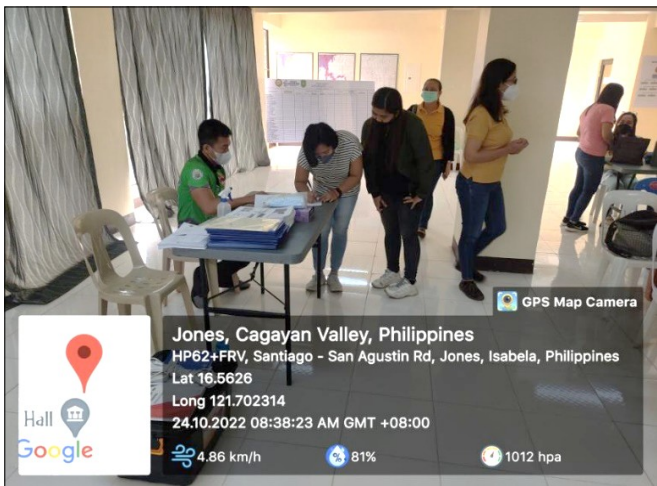 GPS Map Camera
Jones, Cagayan Valley, Philippines
HP62+FRV, Santiago - San Agustin Rd, Jones, Isabela, Philippines
Lat 16.5626
Long 121.702314
24.10.2022 08:38:23 AM GMT +08:00
4.86 km/h
81%
1012 hpa
Hall
Google